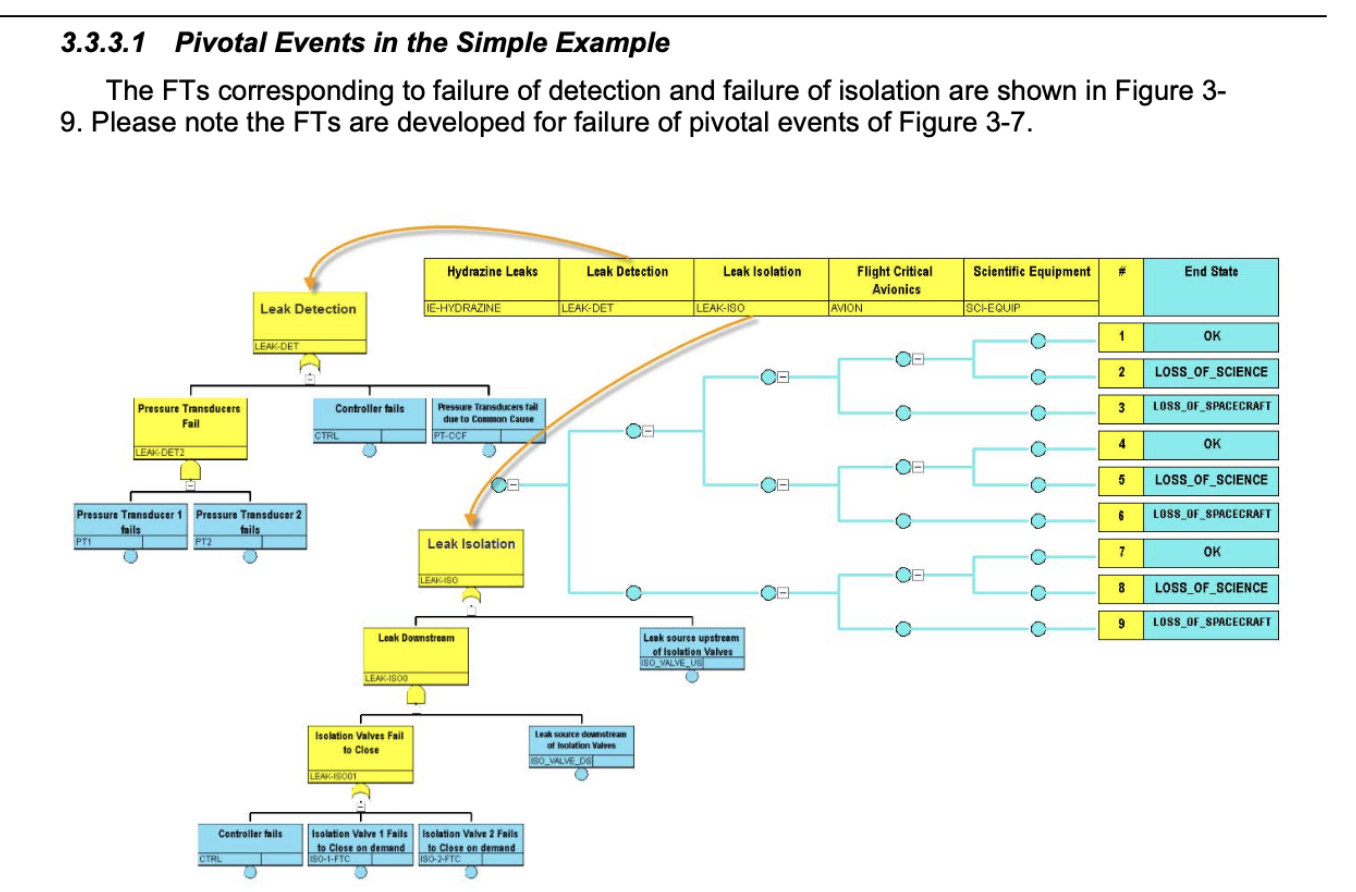 3.3.3.1 Pivotal Events in the Simple Example
The FTs corresponding to failure of detection and failure of isolation are shown in Figure 3-
9. Please note the FTs are developed for failure of pivotal events of Figure 3-7.
Hydrazine Leaks
IE-HYDRAZINE
Leak Detection
LEAK-DET
Leak Isolation
LEAK-ISO
Flight Critical
Avionics
AVION
Scientific Equipment
SCI-EQUIP
#
End State
1 OK
2 LOSS_OF_SCIENCE
3 LOSS_OF_SPACECRAFT
4 OK
5 LOSS_OF_SCIENCE
6 LOSS_OF_SPACECRAFT
7 OK
8 LOSS_OF_SCIENCE
9 LOSS_OF_SPACECRAFT
Leak Detection
LEAK-DET
Pressure Transducers
Fail
LEAK-DET2
Controller fails
CTRL
Pressure Transducers fail
due to Common Cause
PT-CCF
Pressure Transducer 1
fails
PT1
Pressure Transducer 2
fails
PT2
Leak Isolation
LEAK-ISO
Leak Downstream
LEAK-ISO0
Leak source upstream
of Isolation Valves
ISO_VALVE_US
Isolation Valves Fail
to Close
LEAK-ISO01
Leak source downstream
of Isolation Valves
ISO_VALVE_DS
Controller fails
CTRL
Isolation Valve 1 Fails
to Close on demand
ISO-1-FTC
Isolation Valve 2 Fails
to Close on demand
ISO-2-FTC